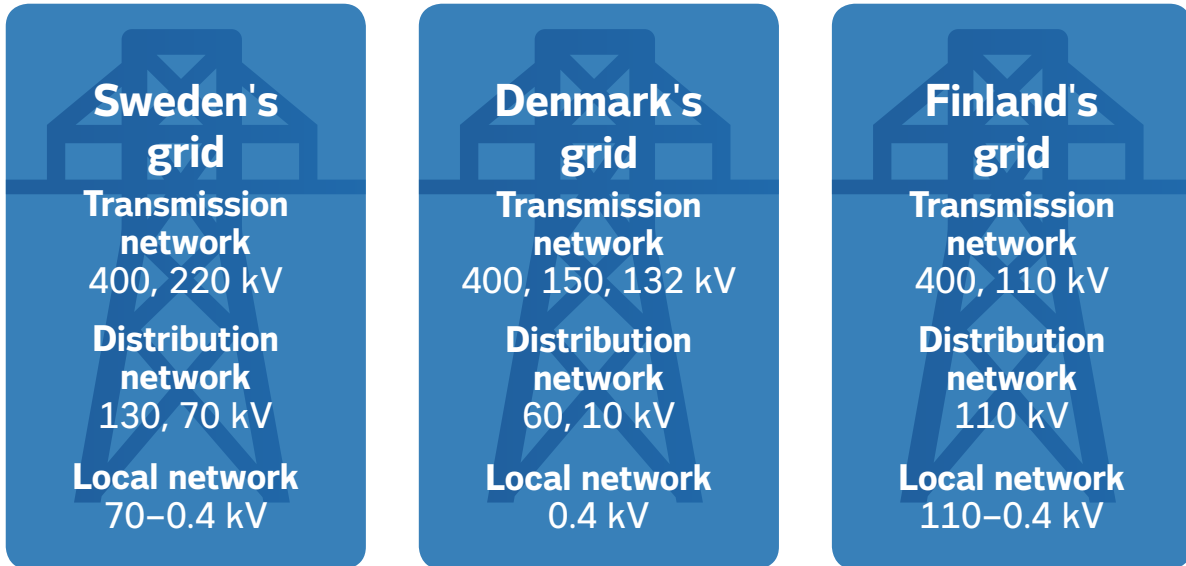 Sweden's
grid
Transmission
network
400, 220 kV
Distribution
network
130, 70 kV
Local network
70–0.4 kV
Denmark's
grid
Transmission
network
400, 150, 132 kV
Distribution
network
60, 10 kV
Local network
0.4 kV
Finland's
grid
Transmission
network
400, 110 kV
Distribution
network
110 kV
Local network
110–0.4 kV